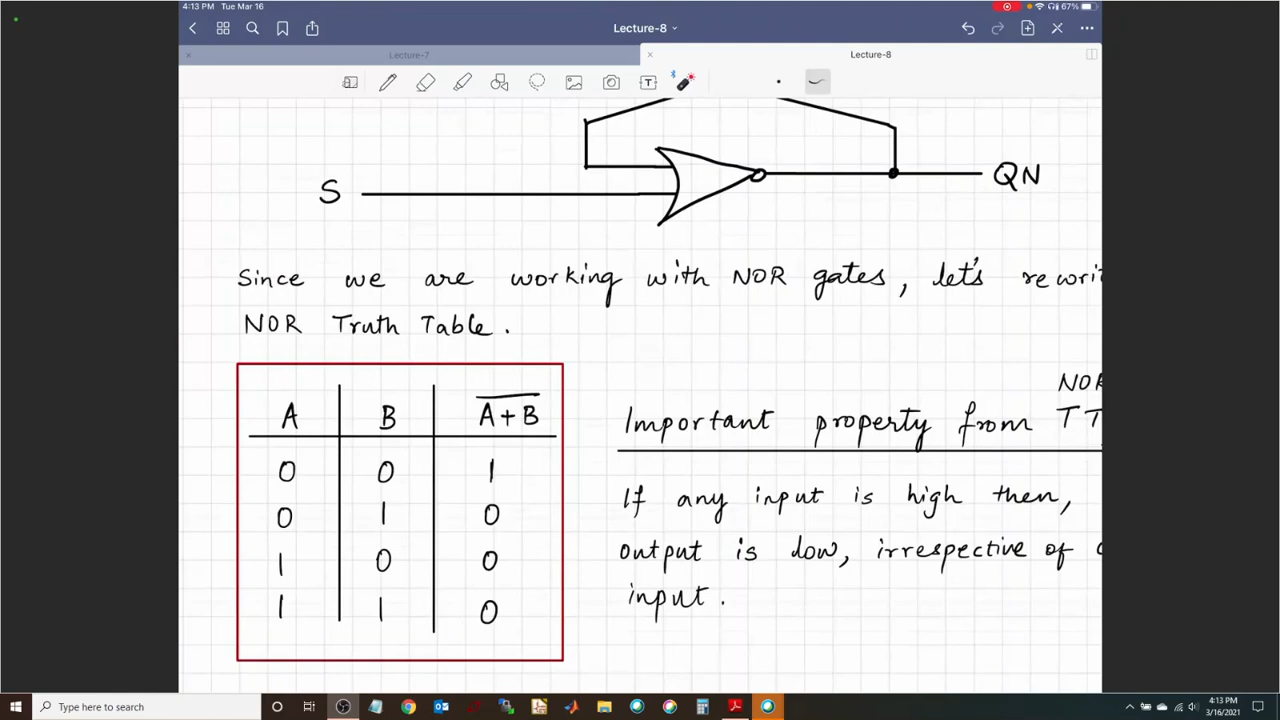 4:13 PM Tue Mar 16
67%
Lecture-8
Lecture-7
Lecture-8
T
S
QN
Since we are working with NOR gates, let's
NOR Truth Table.
A B A+B
0 0 1
0 1 0
1 0 0
1 1 0
Important property from TT
If any input is high then,
output is low, irrespective of
input.
Type here to search
4:13 PM
3/16/2021